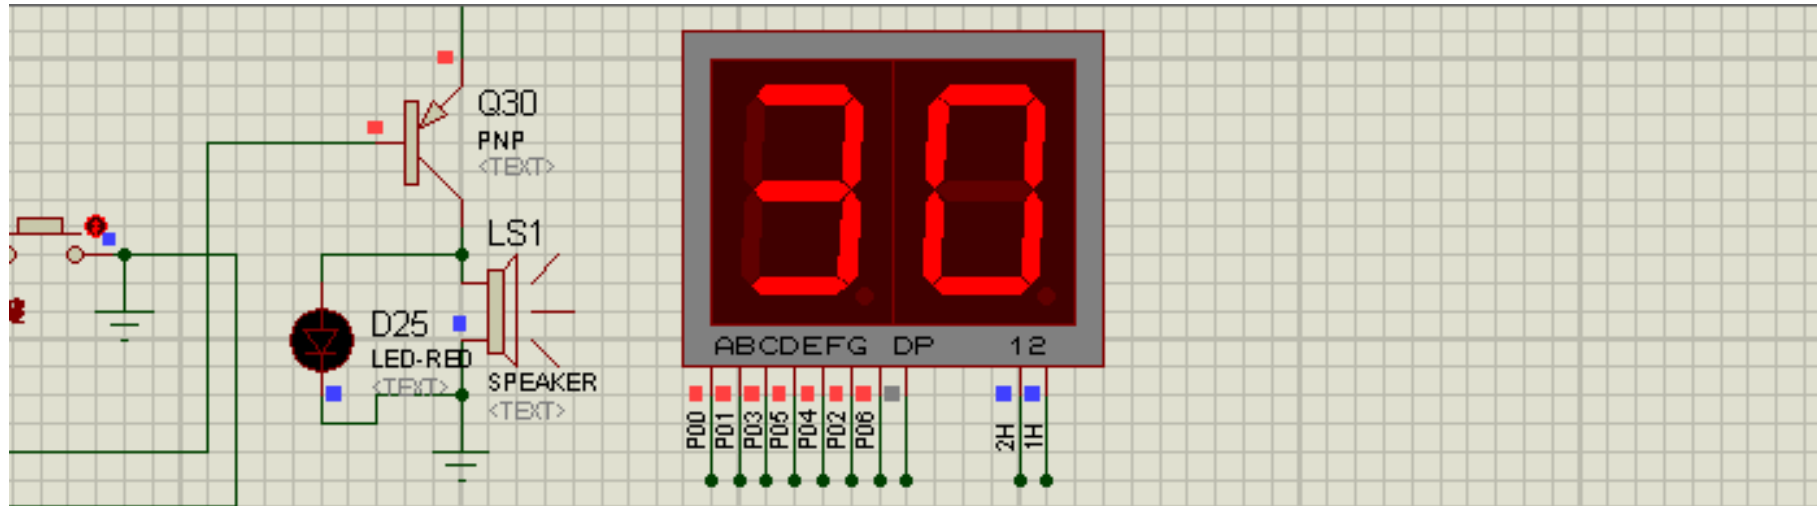 Q30
PNP
<TEXT>
LS1
D25
LED-RED
<TEXT>
SPEAKER
<TEXT>
30
ABCDEFG DP 12
P00
P01
P03
P05
P04
P02
P06
2H
1H